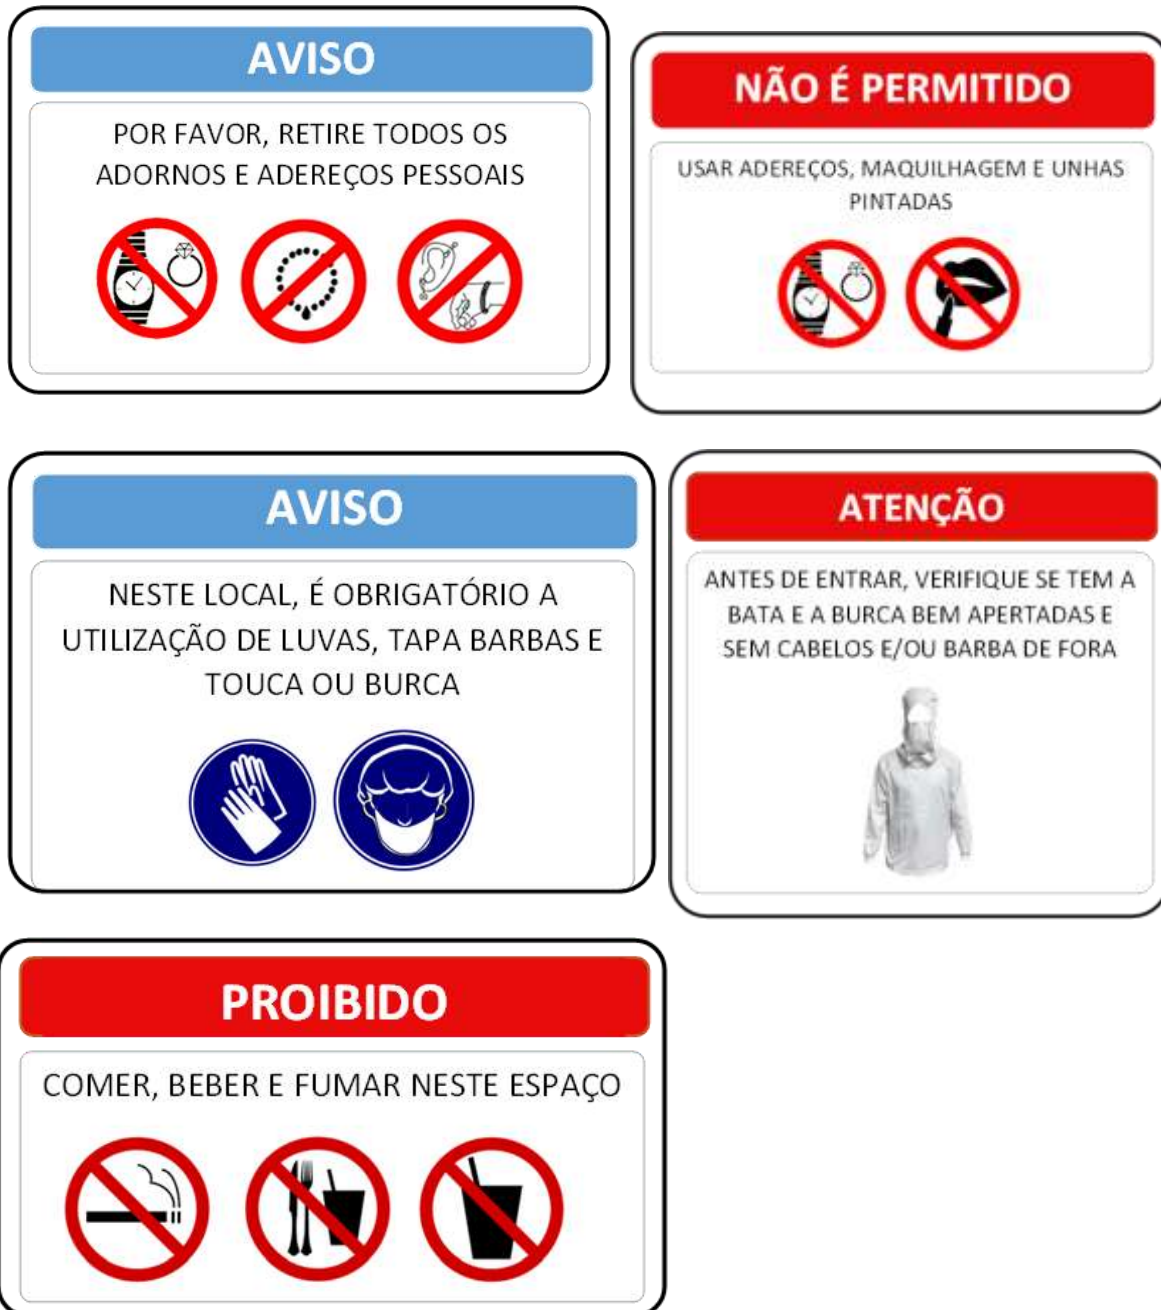 AVISO
POR FAVOR, RETIRE TODOS OS
ADORNOS E ADEREÇOS PESSOAIS
NÃO É PERMITIDO
USAR ADEREÇOS, MAQUILHAGEM E UNHAS
PINTADAS
AVISO
NESTE LOCAL, É OBRIGATÓRIO A
UTILIZAÇÃO DE LUVAS, TAPA BARBAS E
TOUCA OU BURCA
ATENÇÃO
ANTES DE ENTRAR, VERIFIQUE SE TEM A
BATA E A BURCA BEM APERTADAS E
SEM CABELOS E/OU BARBA DE FORA
PROIBIDO
COMER, BEBER E FUMAR NESTE ESPAÇO